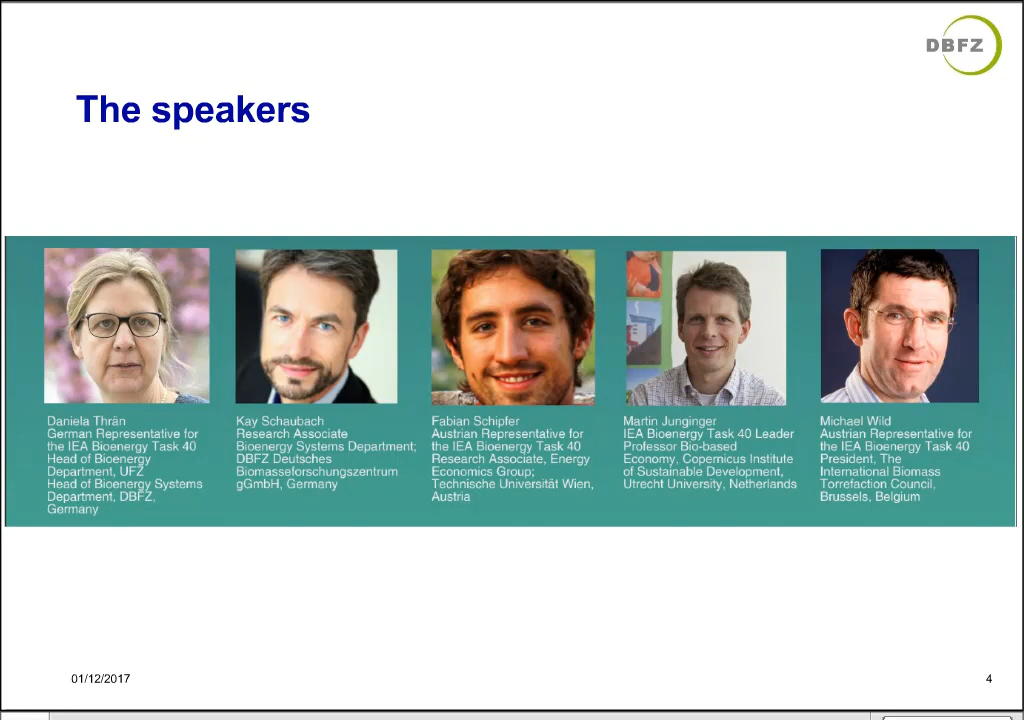 DBFZ
The speakers
Daniela Thrän
German Representative for
the IEA Bioenergy Task 40
Head of Bioenergy
Department, UFZ
Head of Bioenergy Systems
Department, DBFZ,
Germany
Kay Schaubach
Research Associate
Bioenergy Systems Department;
DBFZ Deutsches
Biomasseforschungszentrum
gGmbH, Germany
Fabian Schipfer
Austrian Representative for
the IEA Bioenergy Task 40
Research Associate, Energy
Economics Group;
Technische Universität Wien,
Austria
Martin Junginger
IEA Bioenergy Task 40 Leader
Professor Bio-based
Economy, Copernicus Institute
of Sustainable Development,
Utrecht University, Netherlands
Michael Wild
Austrian Representative for
the IEA Bioenergy Task 40
President, The
International Biomass
Torrefaction Council,
Brussels, Belgium
01/12/2017
4